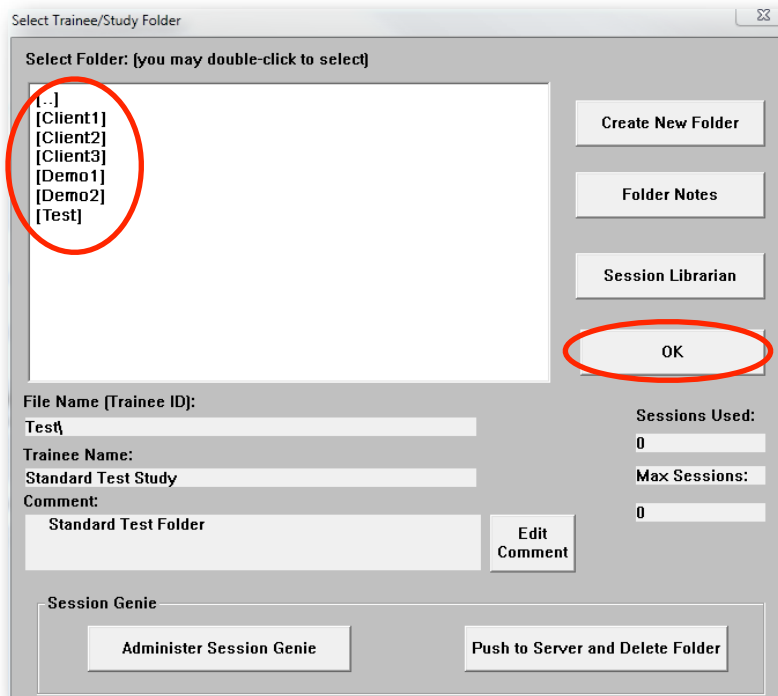 Select Trainee/Study Folder
Select Folder: (you may double-click to select)
[..]
[Client1]
[Client2]
[Client3]
[Demo1]
[Demo2]
[Test]
Create New Folder
Folder Notes
Session Librarian
OK
File Name (Trainee ID):
Test\
Trainee Name:
Standard Test Study
Comment:
Standard Test Folder
Edit
Comment
Sessions Used:
0
Max Sessions:
0
Session Genie
Administer Session Genie
Push to Server and Delete Folder